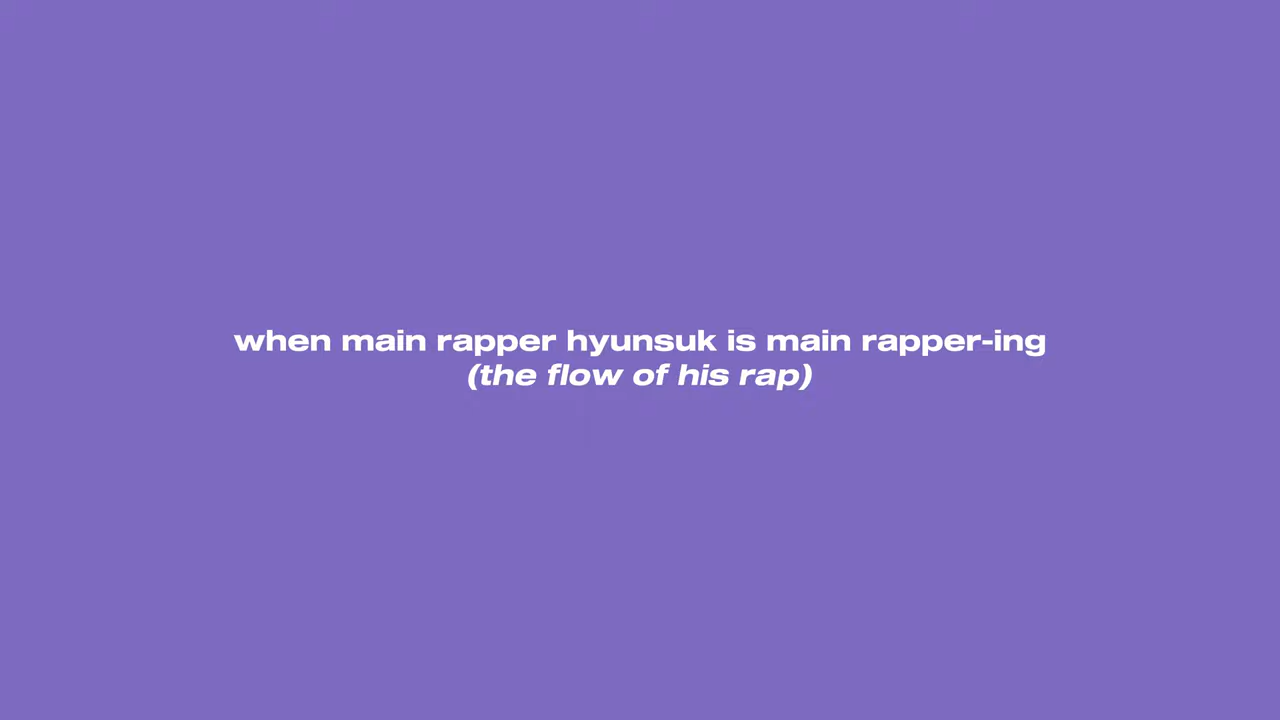 when main rapper hyunsuk is main rapper-ing
(the flow of his rap)